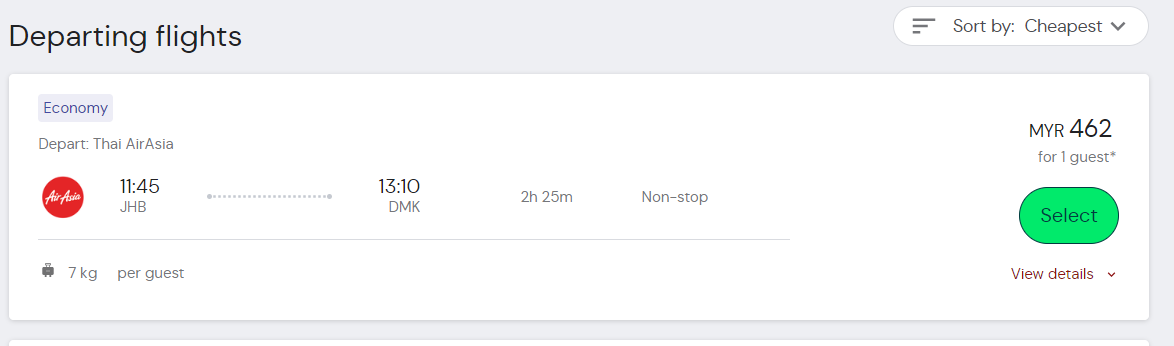 Departing flights
Sort by: Cheapest
Economy
Depart: Thai AirAsia
MYR 462
for 1 guest*
AirAsia
11:45
JHB
13:10
DMK
2h 25m
Non-stop
Select
7 kg per guest
View details